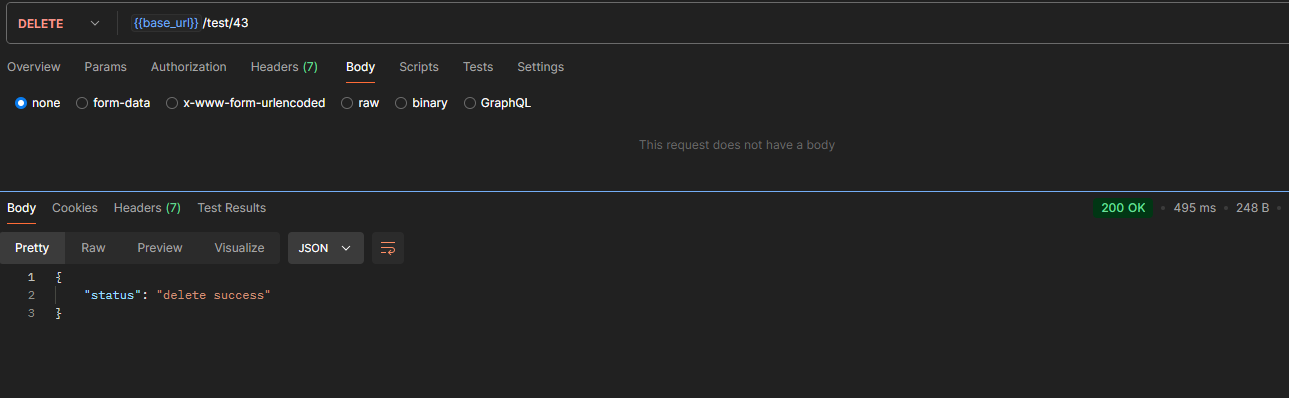 DELETE {{base_url}} /test/43
Overview Params Authorization Headers (7) Body Scripts Tests Settings
none form-data x-www-form-urlencoded raw binary GraphQL
This request does not have a body
Body Cookies Headers (7) Test Results 200 OK 495 ms 248 B
Pretty Raw Preview Visualize JSON
1 {
2 "status": "delete success"
3 }